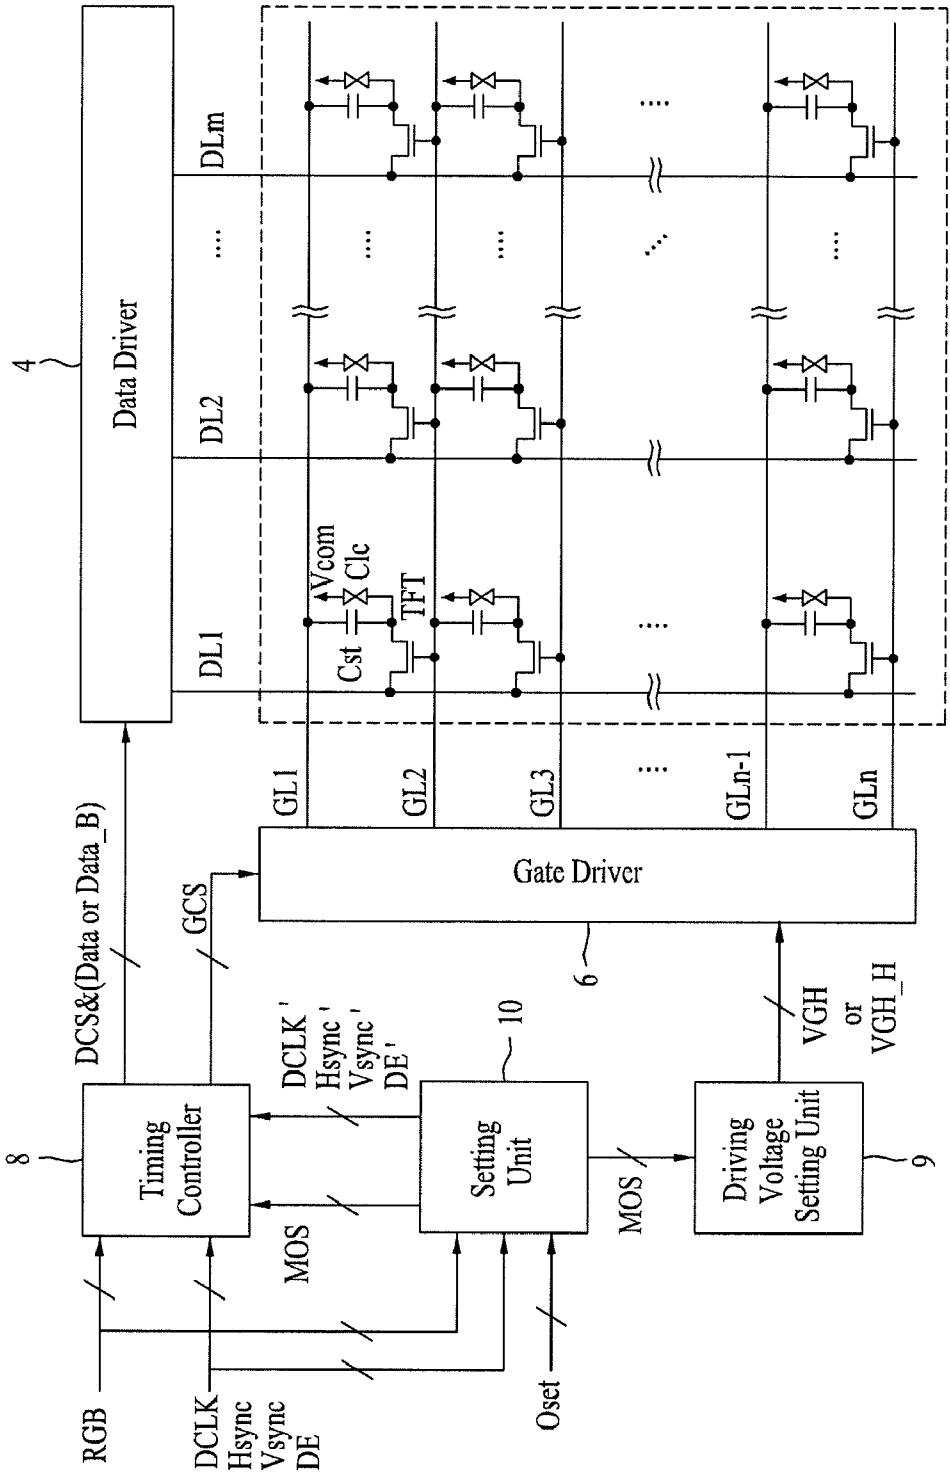 RGB
DCLK
Hsync
Vsync
DE
8
Timing
Controller
DCS&(Data or Data_B)
GCS
4
Data Driver
DL1
DL2
....
DLm
MOS
DCLK'
Hsync'
Vsync'
DE'
Oset
Setting
Unit
10
MOS
Driving
Voltage
Setting Unit
9
VGH
or
VGH_H
6
Gate Driver
GL1
GL2
GL3
....
GLn-1
GLn
Vcom
Clc
Cst
TFT
....
....
....
....
....
....
....